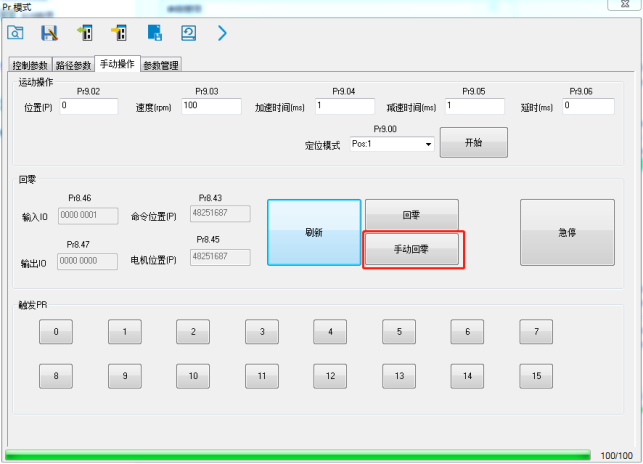 Pr 模式
控制参数 路径参数 手动操作 参数管理
运动操作
Pr9.02 Pr9.03 Pr9.04 Pr9.05 Pr9.06
位置(P) 0 速度(rpm) 100 加速时间(ms) 1 减速时间(ms) 1 延时(ms) 0
Pr9.00
定位模式 Pos:1 开始
回零
Pr8.46 Pr8.43
输入IO 0000 0001 命令位置(P) 48251687
刷新 回零 急停
手动回零
Pr8.47 Pr8.45
输出IO 0000 0000 电机位置(P) 48251687
触发PR
0 1 2 3 4 5 6 7
8 9 10 11 12 13 14 15
100/100